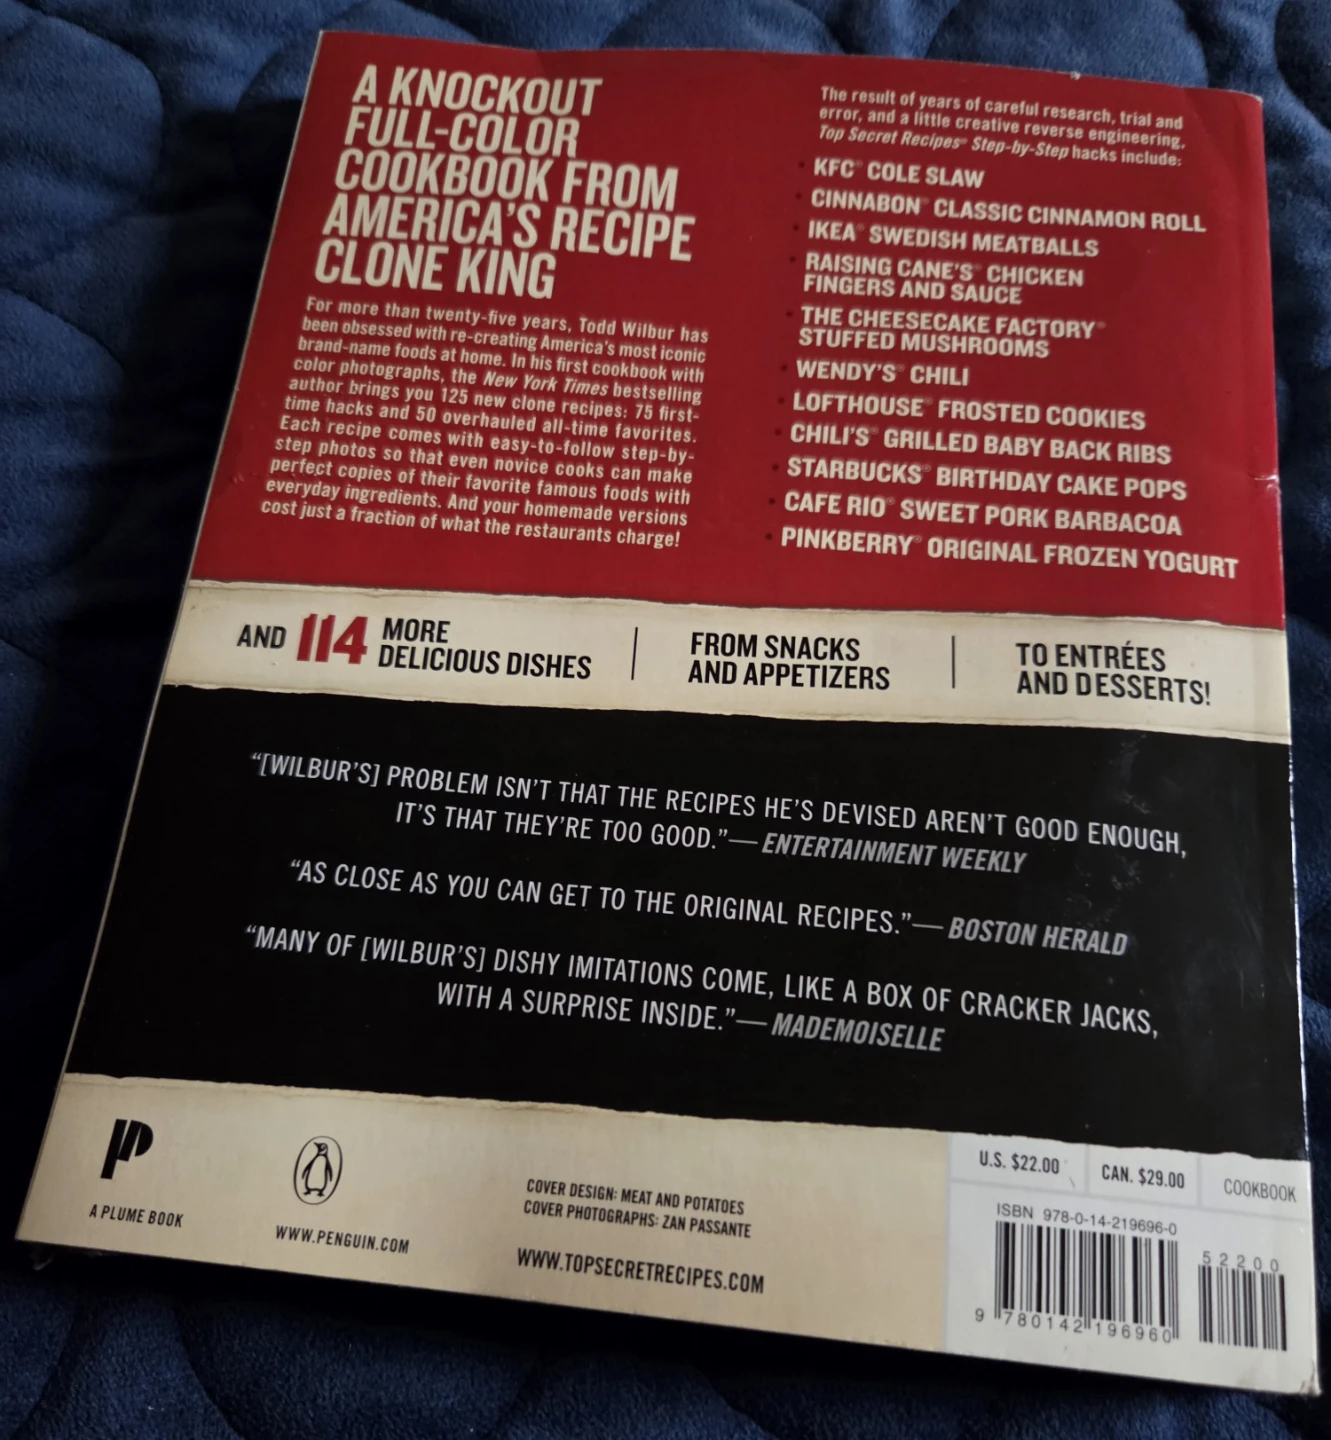 A KNOCKOUT
FULL-COLOR
COOKBOOK FROM
AMERICA'S RECIPE
CLONE KING
For more than twenty-five years, Todd Wilbur has
been obsessed with re-creating America's most iconic
brand-name foods at home. In his first cookbook with
color photographs, the New York Times bestselling
author brings you 125 new clone recipes: 75 first-
time hacks and 50 overhauled all-time favorites.
Each recipe comes with easy-to-follow step-by-
step photos so that even novice cooks can make
perfect copies of their favorite famous foods with
everyday ingredients. And your homemade versions
cost just a fraction of what the restaurants charge!
The result of years of careful research, trial and
error, and a little creative reverse engineering,
Top Secret Recipes® Step-by-Step hacks include:
• KFC® COLE SLAW
• CINNABON® CLASSIC CINNAMON ROLL
• IKEA® SWEDISH MEATBALLS
• RAISING CANE'S® CHICKEN
FINGERS AND SAUCE
• THE CHEESECAKE FACTORY®
STUFFED MUSHROOMS
• WENDY'S® CHILI
• LOFTHOUSE® FROSTED COOKIES
• CHILI'S® GRILLED BABY BACK RIBS
• STARBUCKS® BIRTHDAY CAKE POPS
• CAFE RIO® SWEET PORK BARBACOA
• PINKBERRY® ORIGINAL FROZEN YOGURT
AND 114 MORE
DELICIOUS DISHES
FROM SNACKS
AND APPETIZERS
TO ENTRÉES
AND DESSERTS!
"[WILBUR'S] PROBLEM ISN'T THAT THE RECIPES HE'S DEVISED AREN'T GOOD ENOUGH,
IT'S THAT THEY'RE TOO GOOD."—ENTERTAINMENT WEEKLY
"AS CLOSE AS YOU CAN GET TO THE ORIGINAL RECIPES."—BOSTON HERALD
"MANY OF [WILBUR'S] DISHY IMITATIONS COME, LIKE A BOX OF CRACKER JACKS,
WITH A SURPRISE INSIDE."—MADEMOISELLE
A PLUME BOOK
WWW.PENGUIN.COM
COVER DESIGN: MEAT AND POTATOES
COVER PHOTOGRAPHS: ZAN PASSANTE
WWW.TOPSECRETRECIPES.COM
U.S. $22.00
CAN. $29.00
COOKBOOK
ISBN 978-0-14-219696-0
52200
9 780142 196960